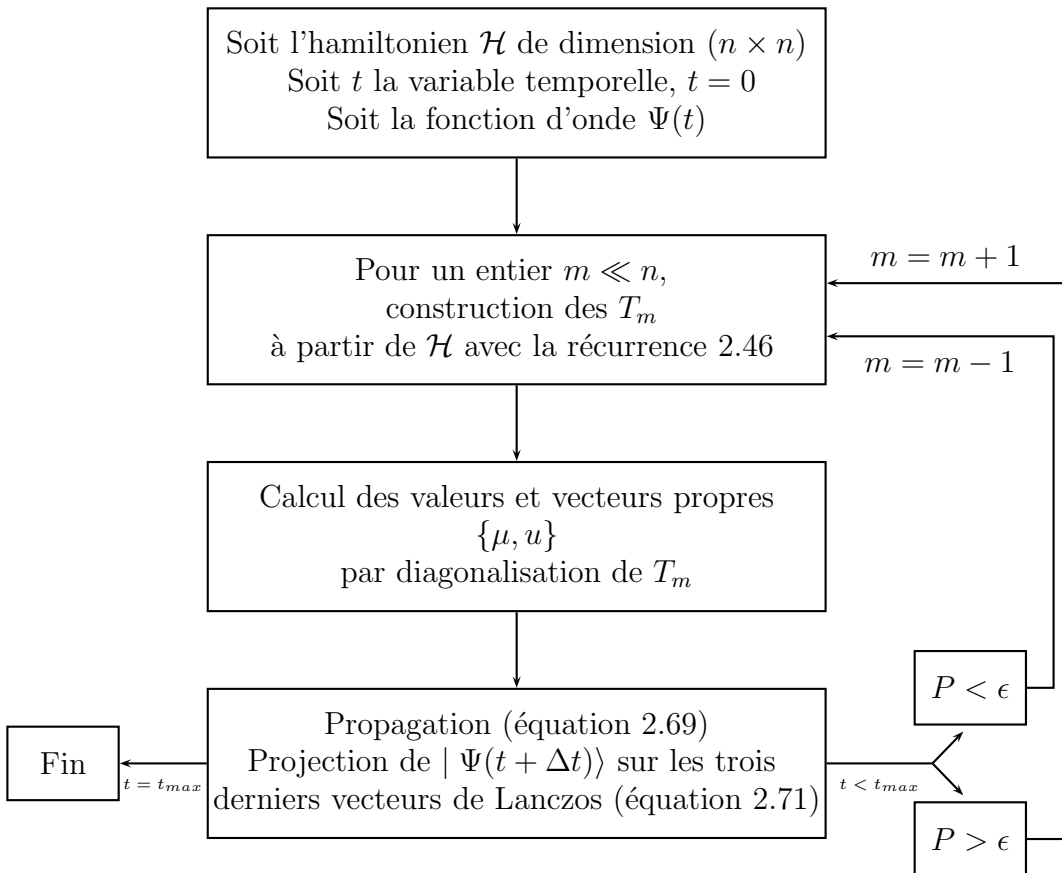 Soit l'hamiltonien ℋ de dimension (n × n)
Soit t la variable temporelle, t = 0
Soit la fonction d'onde Ψ(t)
Pour un entier m ≪ n,
construction des T_m
à partir de ℋ avec la récurrence 2.46
m = m + 1
m = m − 1
Calcul des valeurs et vecteurs propres
{μ, u}
par diagonalisation de T_m
Propagation (équation 2.69)
Projection de | Ψ(t + Δt)⟩ sur les trois
derniers vecteurs de Lanczos (équation 2.71)
Fin
t = t_max
t < t_max
P < ϵ
P > ϵ